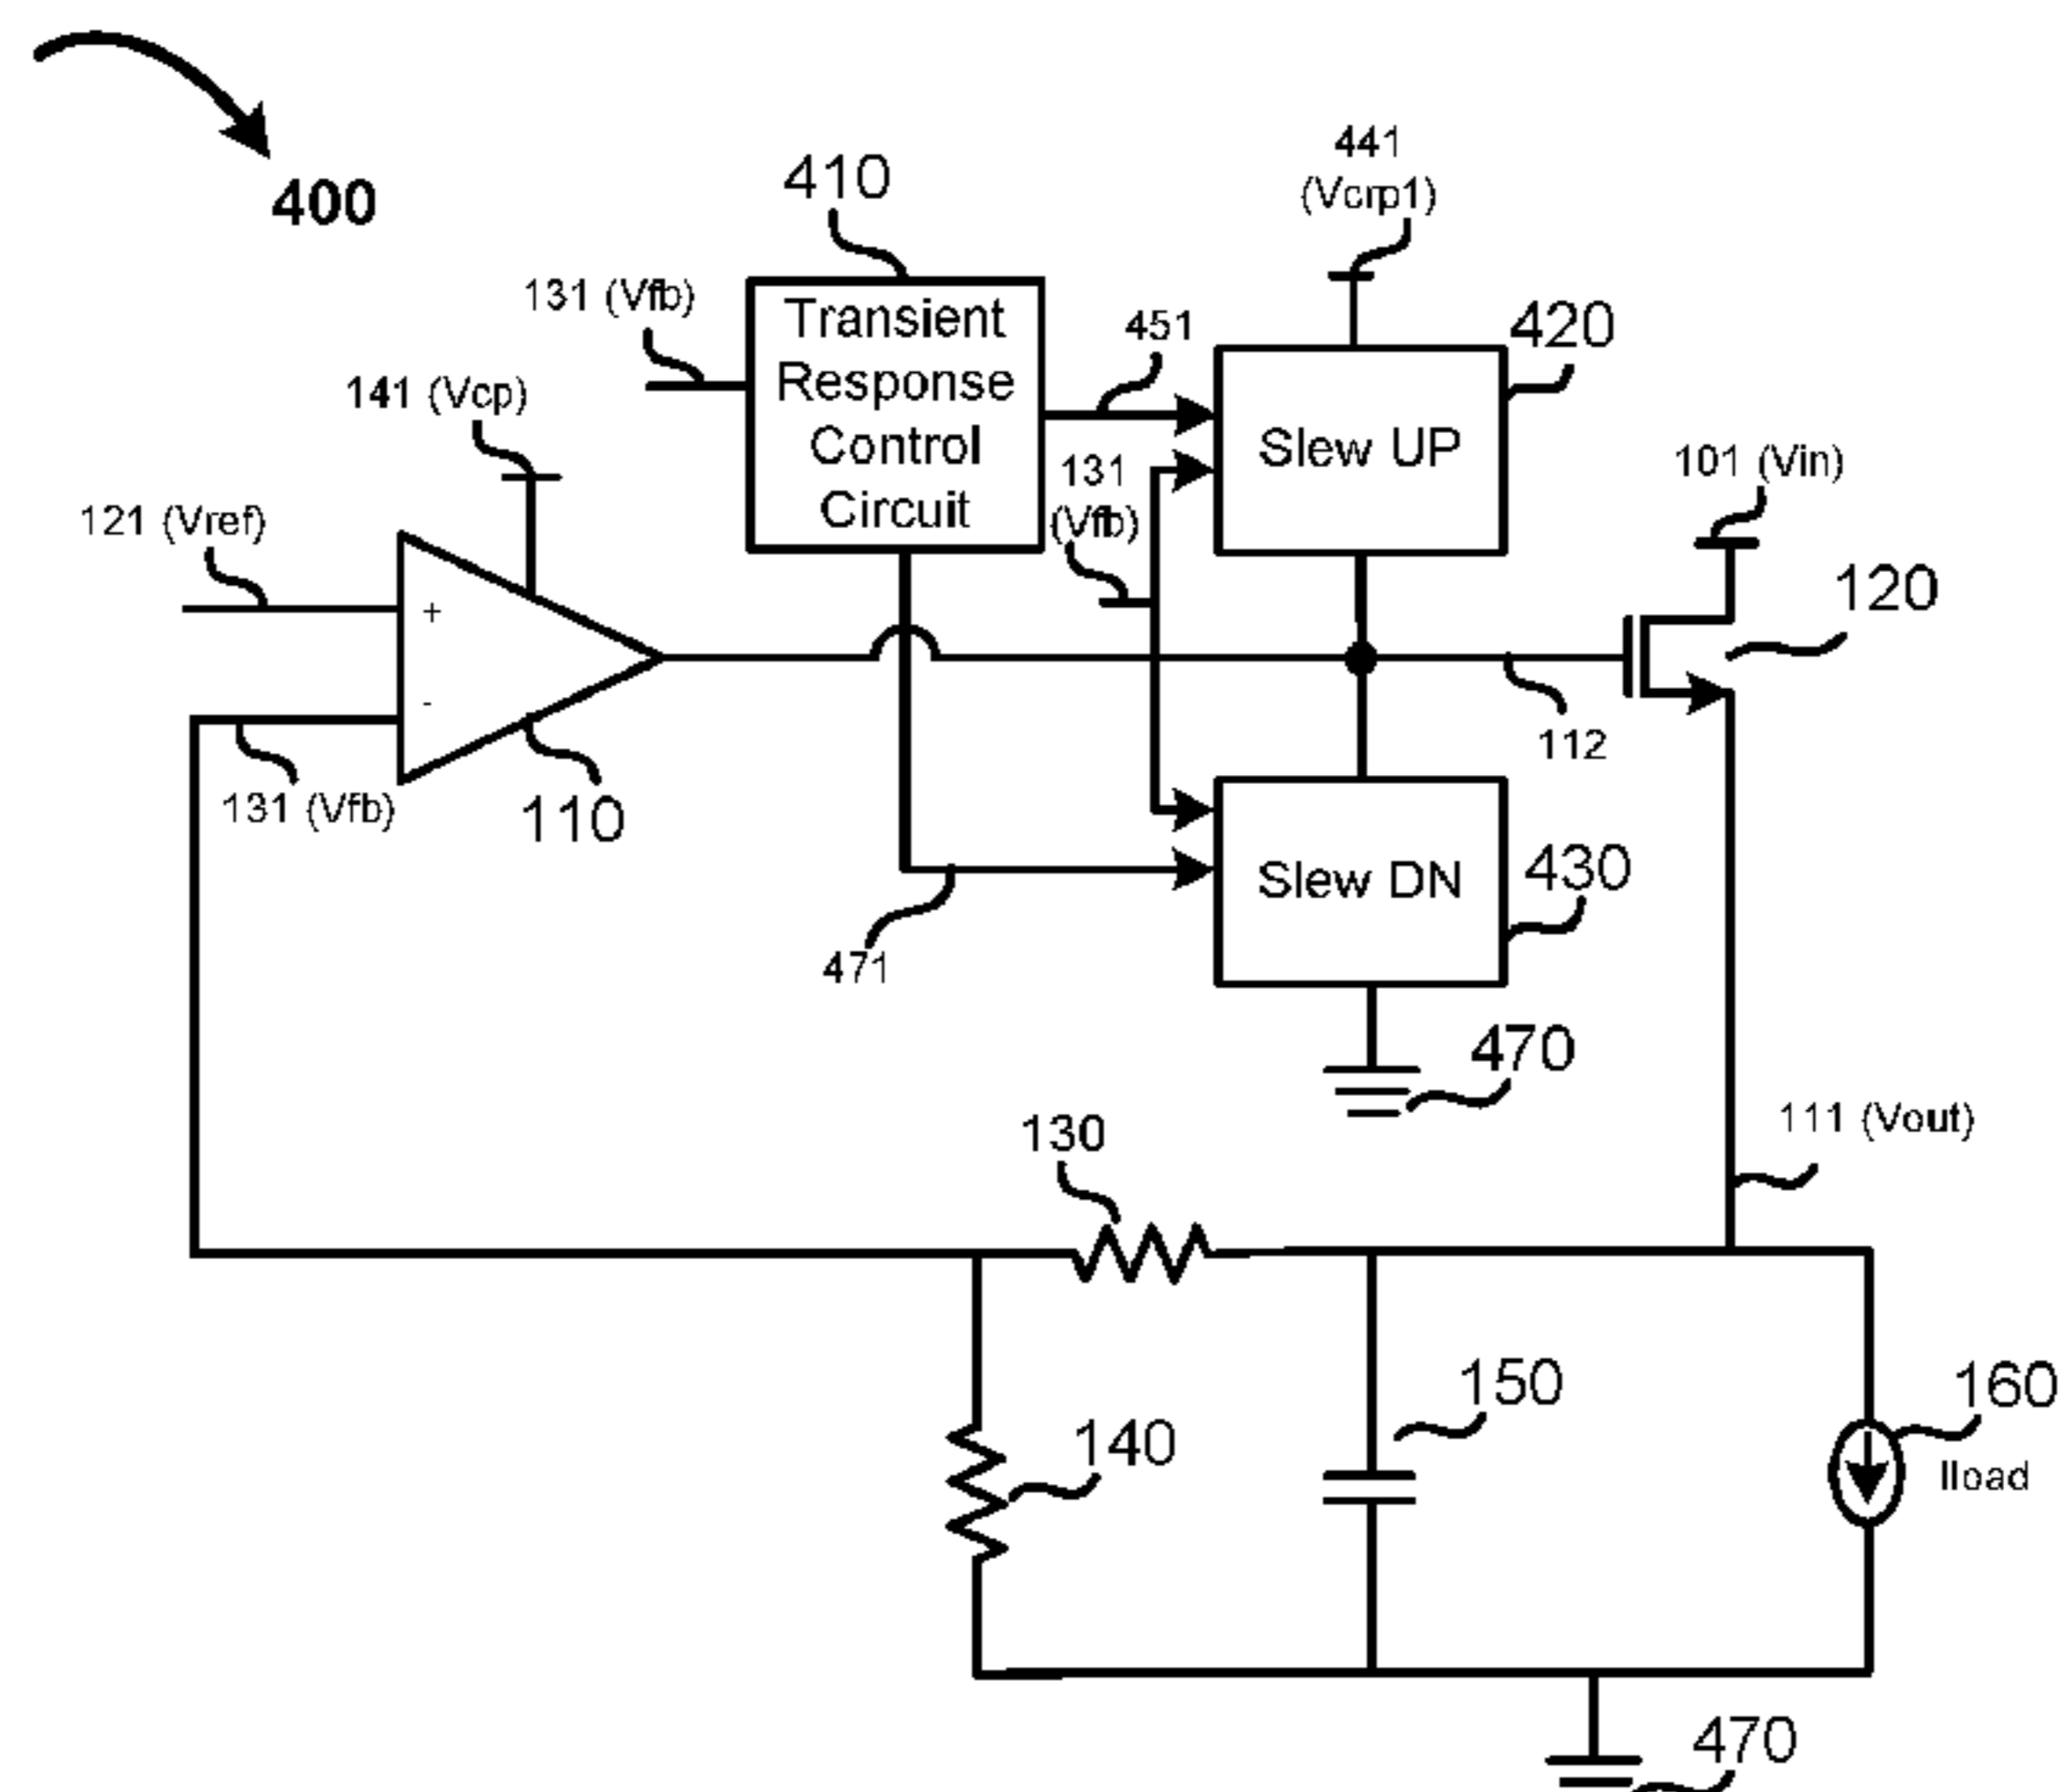 400
410
441
(Vcrp1)
131 (Vfb)
Transient
Response
Control
Circuit
451
420
Slew UP
141 (Vcp)
131
(Vfb)
101 (Vin)
121 (Vref)
+
120
-
112
131 (Vfb)
110
Slew DN
430
471
470
130
111 (Vout)
150
160
140
Iload
470